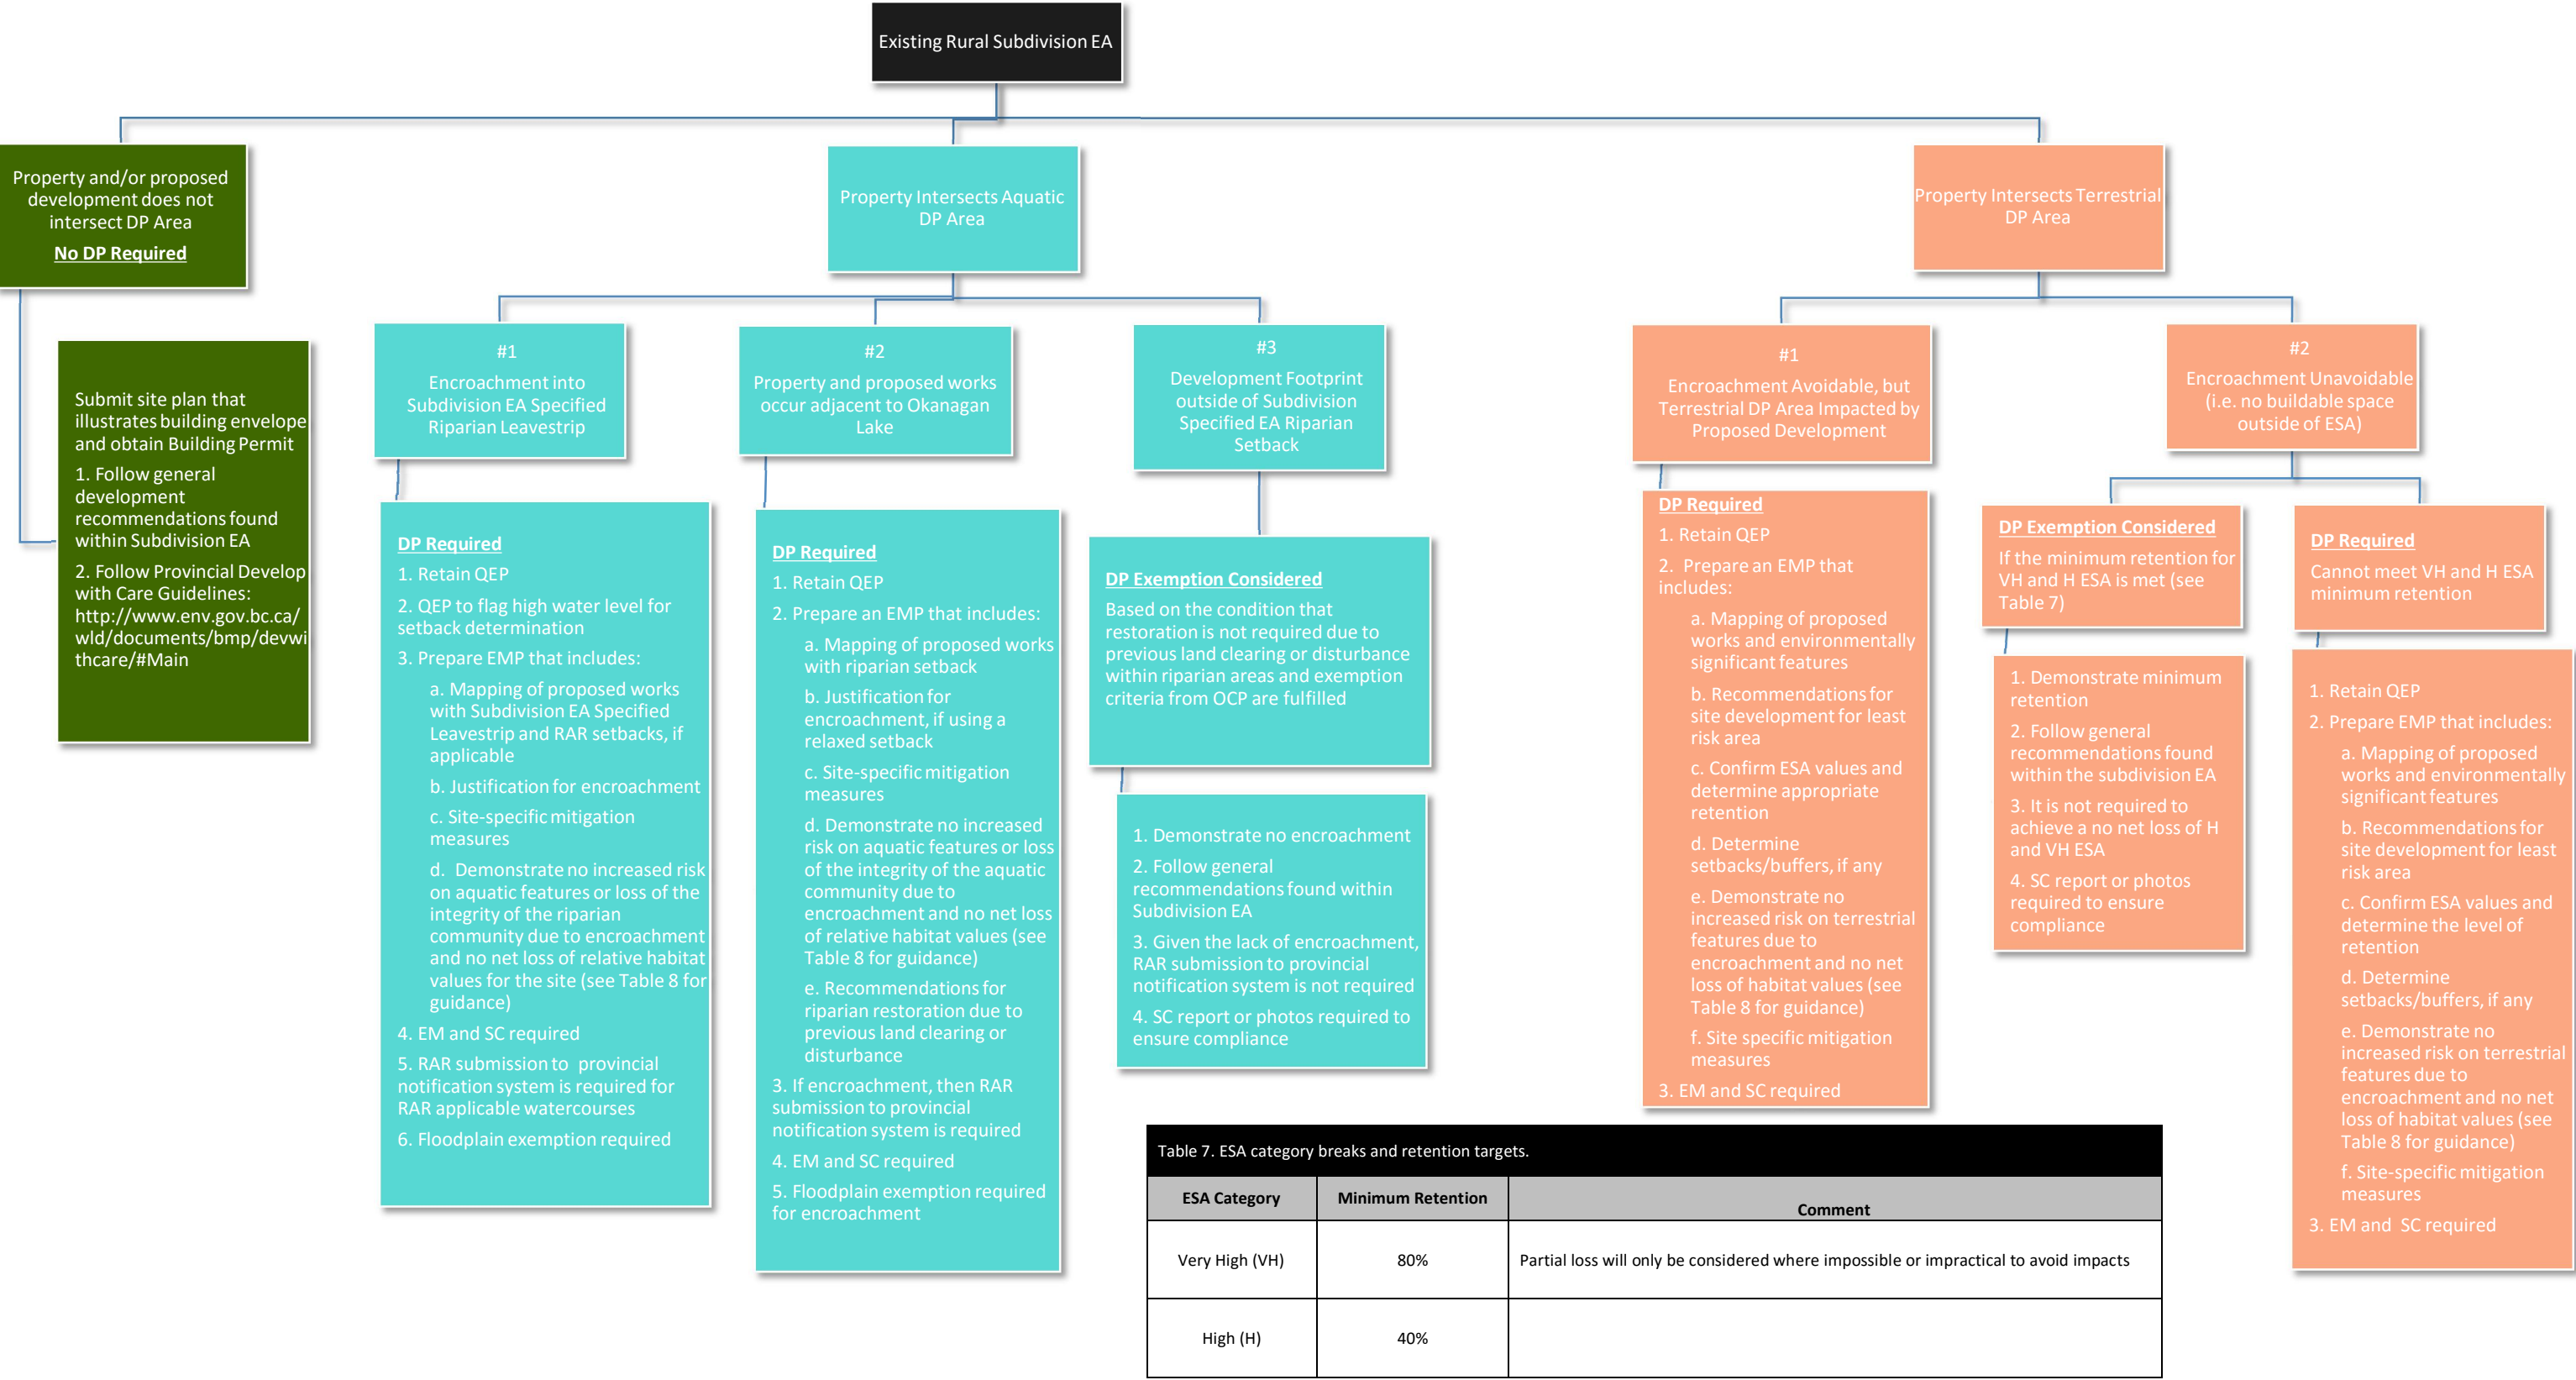 Existing Rural Subdivision EA
Property and/or proposed
development does not
intersect DP Area
No DP Required
Submit site plan that
illustrates building envelope
and obtain Building Permit
1. Follow general
development
recommendations found
within Subdivision EA
2. Follow Provincial Develop
with Care Guidelines:
http://www.env.gov.bc.ca/
wld/documents/bmp/devwi
thcare/#Main
Property Intersects Aquatic
DP Area
#1
Encroachment into
Subdivision EA Specified
Riparian Leavestrip
DP Required
1. Retain QEP
2. QEP to flag high water level for
setback determination
3. Prepare EMP that includes:
a. Mapping of proposed works
with Subdivision EA Specified
Leavestrip and RAR setbacks, if
applicable
b. Justification for encroachment
c. Site-specific mitigation
measures
d. Demonstrate no increased risk
on aquatic features or loss of the
integrity of the riparian
community due to encroachment
and no net loss of relative habitat
values for the site (see Table 8 for
guidance)
4. EM and SC required
5. RAR submission to provincial
notification system is required for
RAR applicable watercourses
6. Floodplain exemption required
#2
Property and proposed works
occur adjacent to Okanagan
Lake
DP Required
1. Retain QEP
2. Prepare an EMP that includes:
a. Mapping of proposed works
with riparian setback
b. Justification for
encroachment, if using a
relaxed setback
c. Site-specific mitigation
measures
d. Demonstrate no increased
risk on aquatic features or loss
of the integrity of the aquatic
community due to
encroachment and no net loss
of relative habitat values (see
Table 8 for guidance)
e. Recommendations for
riparian restoration due to
previous land clearing or
disturbance
3. If encroachment, then RAR
submission to provincial
notification system is required
4. EM and SC required
5. Floodplain exemption required
for encroachment
#3
Development Footprint
outside of Subdivision
Specified EA Riparian
Setback
DP Exemption Considered
Based on the condition that
restoration is not required due to
previous land clearing or disturbance
within riparian areas and exemption
criteria from OCP are fulfilled
1. Demonstrate no encroachment
2. Follow general
recommendations found within
Subdivision EA
3. Given the lack of encroachment,
RAR submission to provincial
notification system is not required
4. SC report or photos required to
ensure compliance
Property Intersects Terrestrial
DP Area
#1
Encroachment Avoidable, but
Terrestrial DP Area Impacted by
Proposed Development
DP Required
1. Retain QEP
2. Prepare an EMP that
includes:
a. Mapping of proposed
works and environmentally
significant features
b. Recommendations for
site development for least
risk area
c. Confirm ESA values and
determine appropriate
retention
d. Determine
setbacks/buffers, if any
e. Demonstrate no
increased risk on terrestrial
features due to
encroachment and no net
loss of habitat values (see
Table 8 for guidance)
f. Site specific mitigation
measures
3. EM and SC required
#2
Encroachment Unavoidable
(i.e. no buildable space
outside of ESA)
DP Exemption Considered
If the minimum retention for
VH and H ESA is met (see
Table 7)
1. Demonstrate minimum
retention
2. Follow general
recommendations found
within the subdivision EA
3. It is not required to
achieve a no net loss of H
and VH ESA
4. SC report or photos
required to ensure
compliance
DP Required
Cannot meet VH and H ESA
minimum retention
1. Retain QEP
2. Prepare EMP that includes:
a. Mapping of proposed
works and environmentally
significant features
b. Recommendations for
site development for least
risk area
c. Confirm ESA values and
determine the level of
retention
d. Determine
setbacks/buffers, if any
e. Demonstrate no
increased risk on terrestrial
features due to
encroachment and no net
loss of habitat values (see
Table 8 for guidance)
f. Site-specific mitigation
measures
3. EM and SC required
Table 7. ESA category breaks and retention targets.
ESA Category Minimum Retention Comment
Very High (VH) 80% Partial loss will only be considered where impossible or impractical to avoid impacts
High (H) 40%